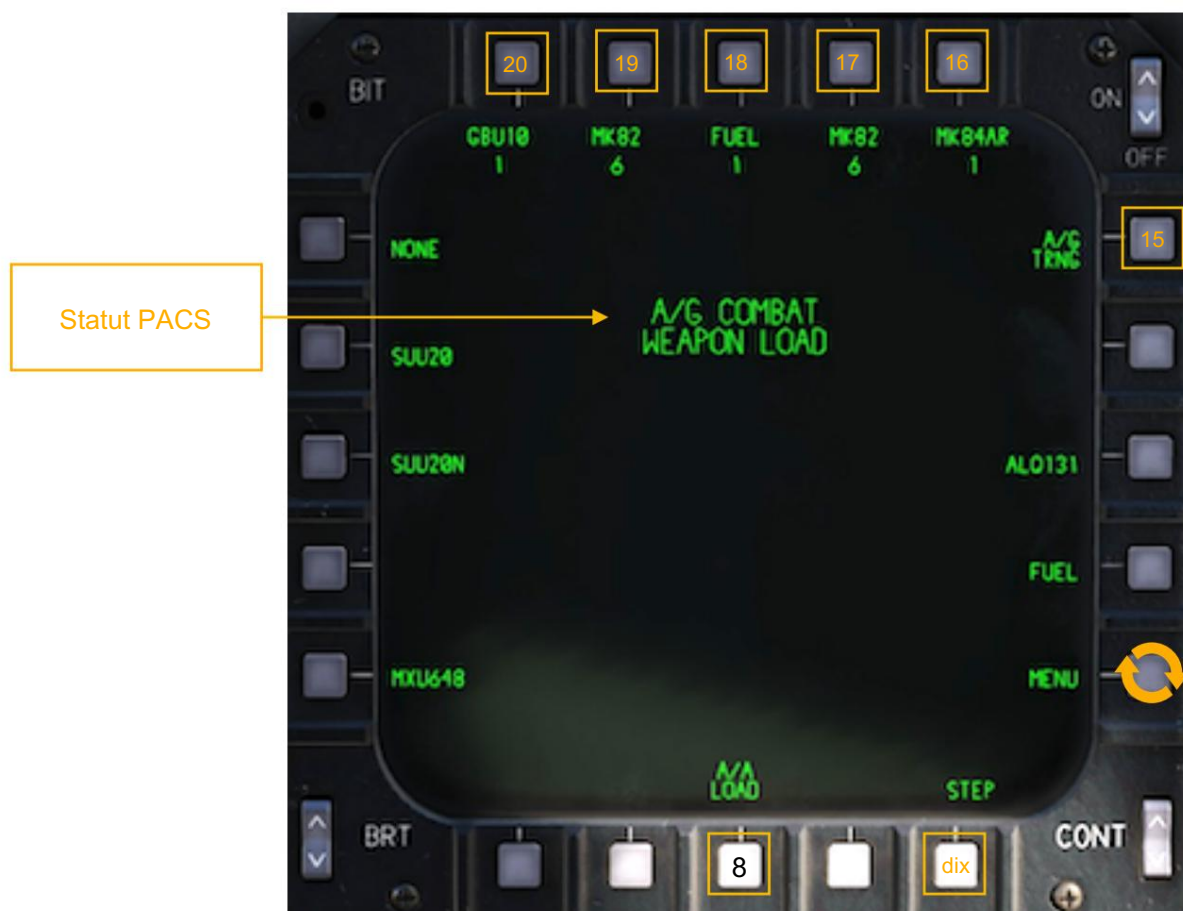 20 19 18 17 16
BIT
ON
OFF
GBU10 MK82 FUEL MK82 MK84AR
1 6 1 6 1
NONE
A/G
TRNG
15
Statut PACS
A/G COMBAT
WEAPON LOAD
SUU20
SUU20N
ALQ131
FUEL
MXU648
MENU
A/A
LOAD
STEP
BRT
CONT
8
dix